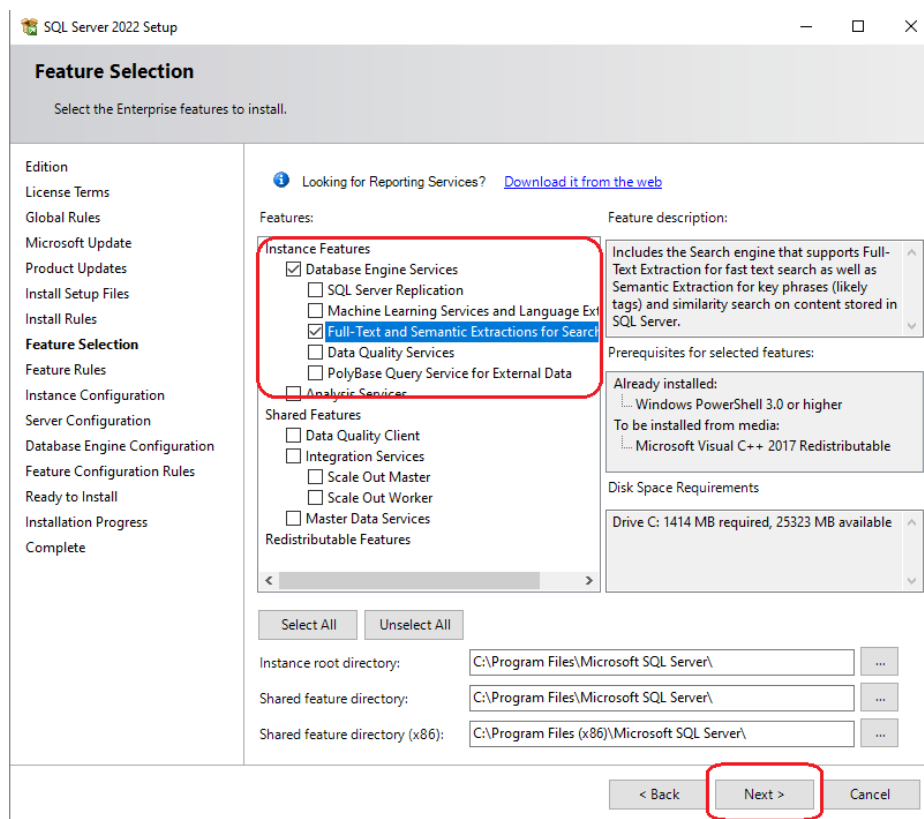 SQL Server 2022 Setup
Feature Selection
Select the Enterprise features to install.
Edition
License Terms
Global Rules
Microsoft Update
Product Updates
Install Setup Files
Install Rules
Feature Selection
Feature Rules
Instance Configuration
Server Configuration
Database Engine Configuration
Feature Configuration Rules
Ready to Install
Installation Progress
Complete
Looking for Reporting Services? Download it from the web
Features:
Instance Features
Database Engine Services
SQL Server Replication
Machine Learning Services and Language Ext
Full-Text and Semantic Extractions for Search
Data Quality Services
PolyBase Query Service for External Data
Analysis Services
Shared Features
Data Quality Client
Integration Services
Scale Out Master
Scale Out Worker
Master Data Services
Redistributable Features
Feature description:
Includes the Search engine that supports Full-
Text Extraction for fast text search as well as
Semantic Extraction for key phrases (likely
tags) and similarity search on content stored in
SQL Server.
Prerequisites for selected features:
Already installed:
Windows PowerShell 3.0 or higher
To be installed from media:
Microsoft Visual C++ 2017 Redistributable
Disk Space Requirements
Drive C: 1414 MB required, 25323 MB available
Select All
Unselect All
Instance root directory: C:\Program Files\Microsoft SQL Server\ ...
Shared feature directory: C:\Program Files\Microsoft SQL Server\ ...
Shared feature directory (x86): C:\Program Files (x86)\Microsoft SQL Server\ ...
< Back
Next >
Cancel